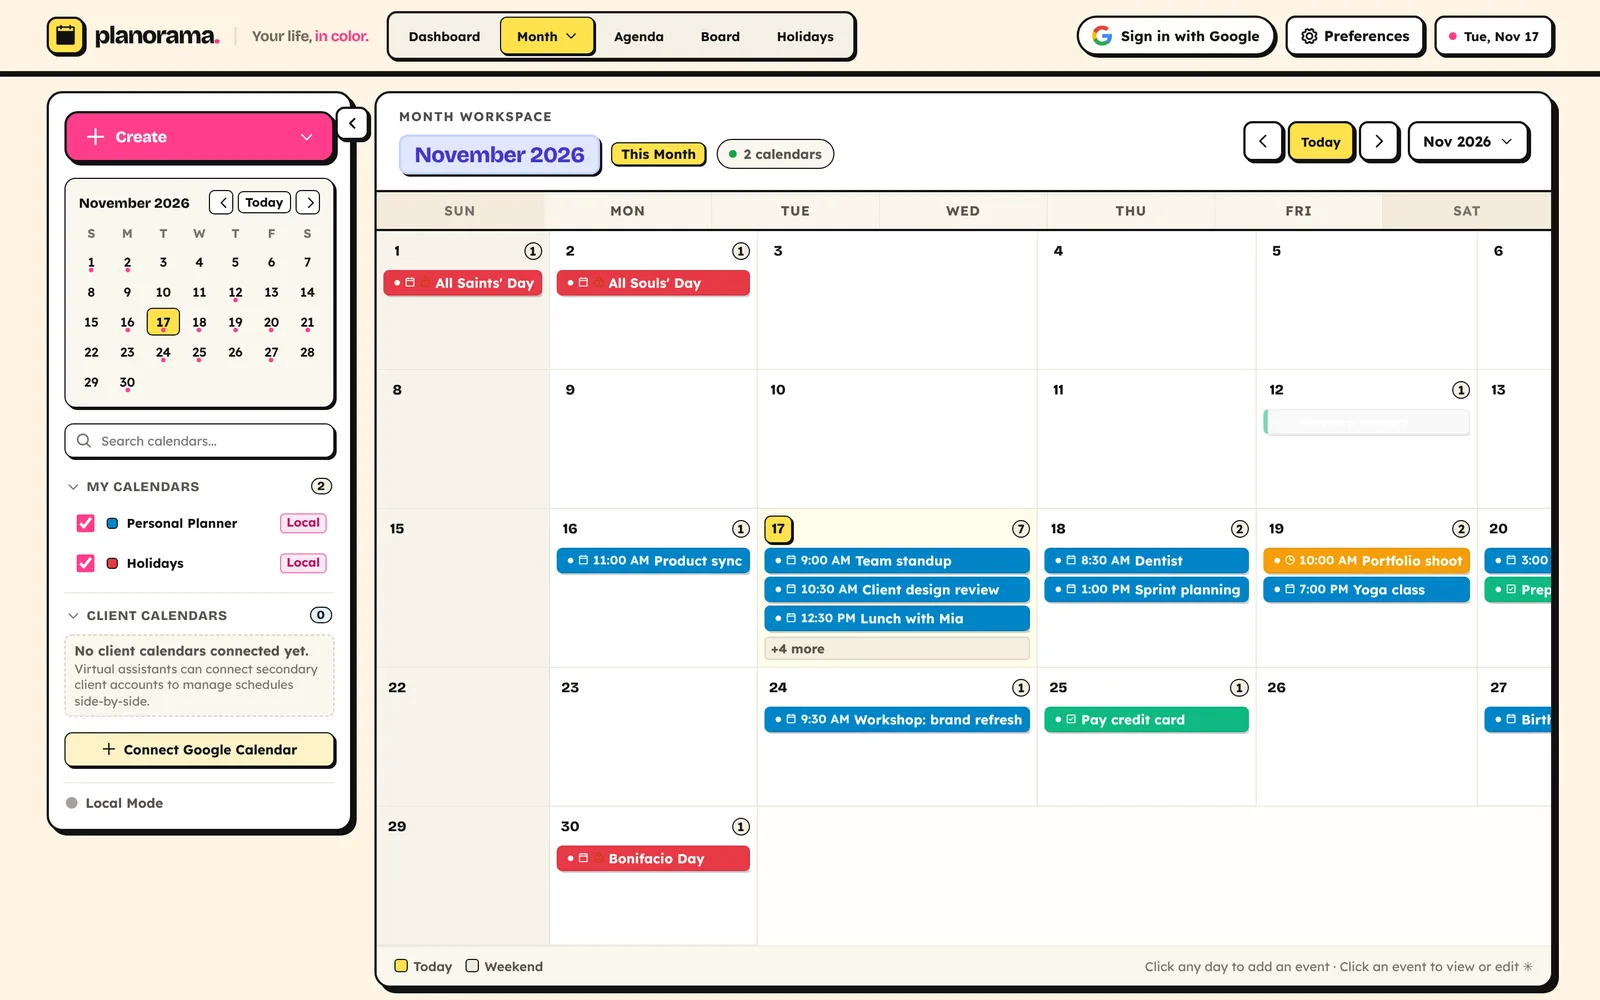 planorama.
Your life, in color.
Dashboard
Month
Agenda
Board
Holidays
Sign in with Google
Preferences
Tue, Nov 17
Create
November 2026
Today
S M T W T F S
1 2 3 4 5 6 7
8 9 10 11 12 13 14
15 16 17 18 19 20 21
22 23 24 25 26 27 28
29 30
Search calendars...
MY CALENDARS 2
Personal Planner Local
Holidays Local
CLIENT CALENDARS 0
No client calendars connected yet.
Virtual assistants can connect secondary
client accounts to manage schedules
side-by-side.
Connect Google Calendar
Local Mode
MONTH WORKSPACE
November 2026
This Month
2 calendars
Today
Nov 2026
SUN MON TUE WED THU FRI SAT
1 1 2 1 3 4 5 6
All Saints' Day
All Souls' Day
8 9 10 11 12 1 13
15 16 1 17 7 18 2 19 2 20
11:00 AM Product sync
9:00 AM Team standup
10:30 AM Client design review
12:30 PM Lunch with Mia
+4 more
8:30 AM Dentist
1:00 PM Sprint planning
10:00 AM Portfolio shoot
7:00 PM Yoga class
3:00
Prep
22 23 24 1 25 1 26 27
9:30 AM Workshop: brand refresh
Pay credit card
Birth
29 30 1
Bonifacio Day
Today
Weekend
Click any day to add an event · Click an event to view or edit ✳